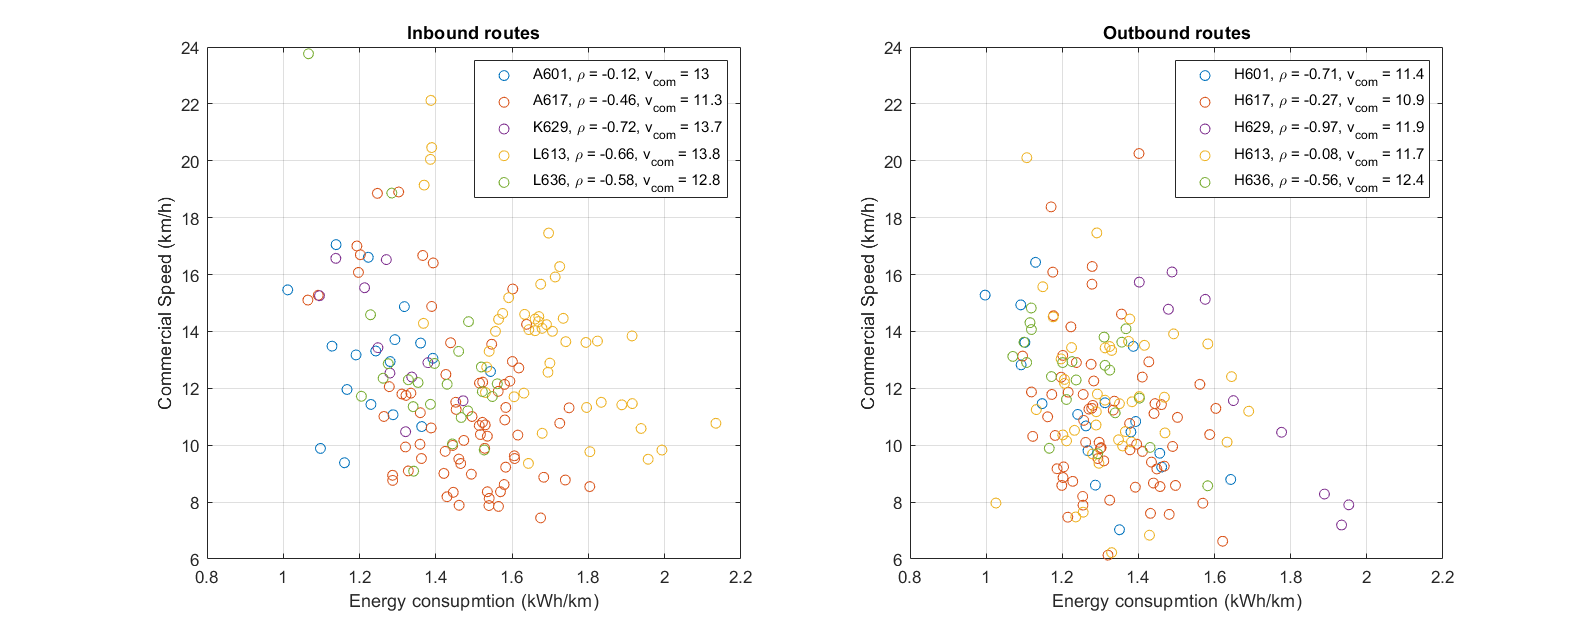 Inbound routes
24
22
20
18
16
14
12
10
8
6
Commercial Speed (km/h)
A601, ρ = -0.12, vcom = 13
A617, ρ = -0.46, vcom = 11.3
K629, ρ = -0.72, vcom = 13.7
L613, ρ = -0.66, vcom = 13.8
L636, ρ = -0.58, vcom = 12.8
0.8 1 1.2 1.4 1.6 1.8 2 2.2
Energy consupmtion (kWh/km)
Outbound routes
24
22
20
18
16
14
12
10
8
6
Commercial Speed (km/h)
H601, ρ = -0.71, vcom = 11.4
H617, ρ = -0.27, vcom = 10.9
H629, ρ = -0.97, vcom = 11.9
H613, ρ = -0.08, vcom = 11.7
H636, ρ = -0.56, vcom = 12.4
0.8 1 1.2 1.4 1.6 1.8 2 2.2
Energy consupmtion (kWh/km)